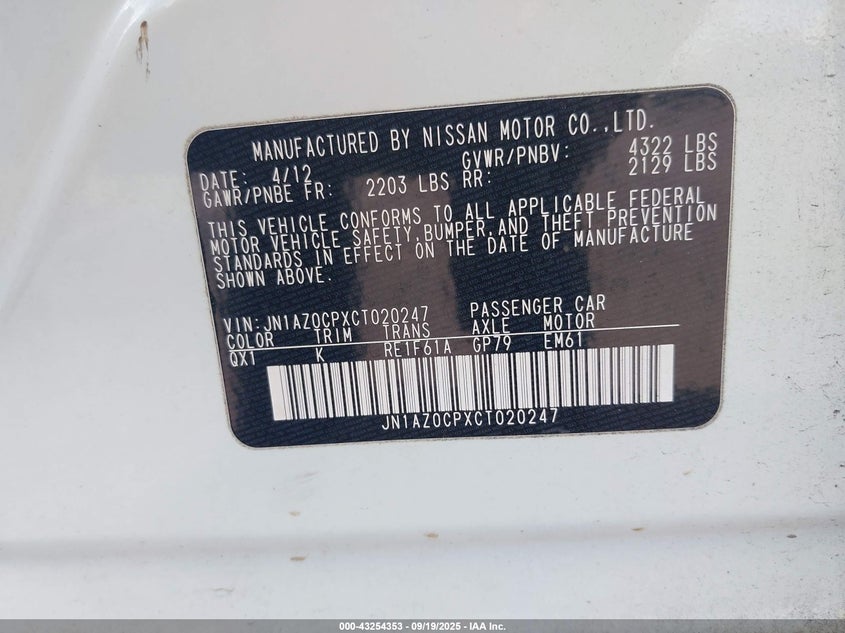 MANUFACTURED BY NISSAN MOTOR CO.,LTD.
DATE: 4/12 GVWR/PNBV: 4322 LBS
GAWR/PNBE FR: 2203 LBS RR: 2129 LBS
THIS VEHICLE CONFORMS TO ALL APPLICABLE FEDERAL
MOTOR VEHICLE SAFETY,BUMPER,AND THEFT PREVENTION
STANDARDS IN EFFECT ON THE DATE OF MANUFACTURE
SHOWN ABOVE.
VIN:JN1AZ0CPXCT020247 PASSENGER CAR
COLOR TRIM TRANS AXLE MOTOR
QX1 K RE1F61A GP79 EM61
JN1AZ0CPXCT020247
000-43254353 - 09/19/2025 - IAA Inc.